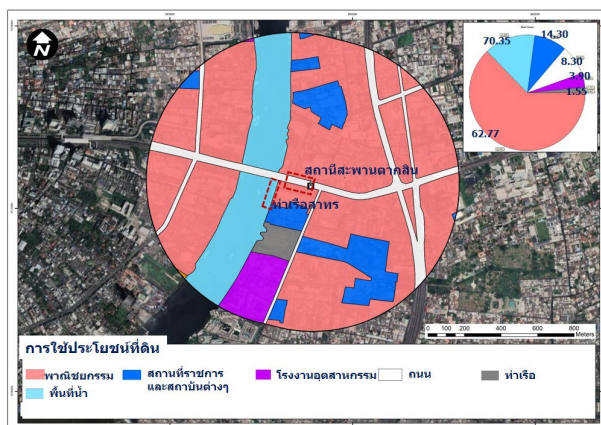 N
70.35
14.30
8.30
3.90
1.55
62.77
สถานีสะพานตากสิน
ท่าเรือสาทร
0 100 200 400 600 800
Meters
การใช้ประโยชน์ที่ดิน
พาณิชยกรรม
สถานที่ราชการ
และสถาบันต่างๆ
โรงงานอุตสาหกรรม
ถนน
ท่าเรือ
พื้นที่น้ำ